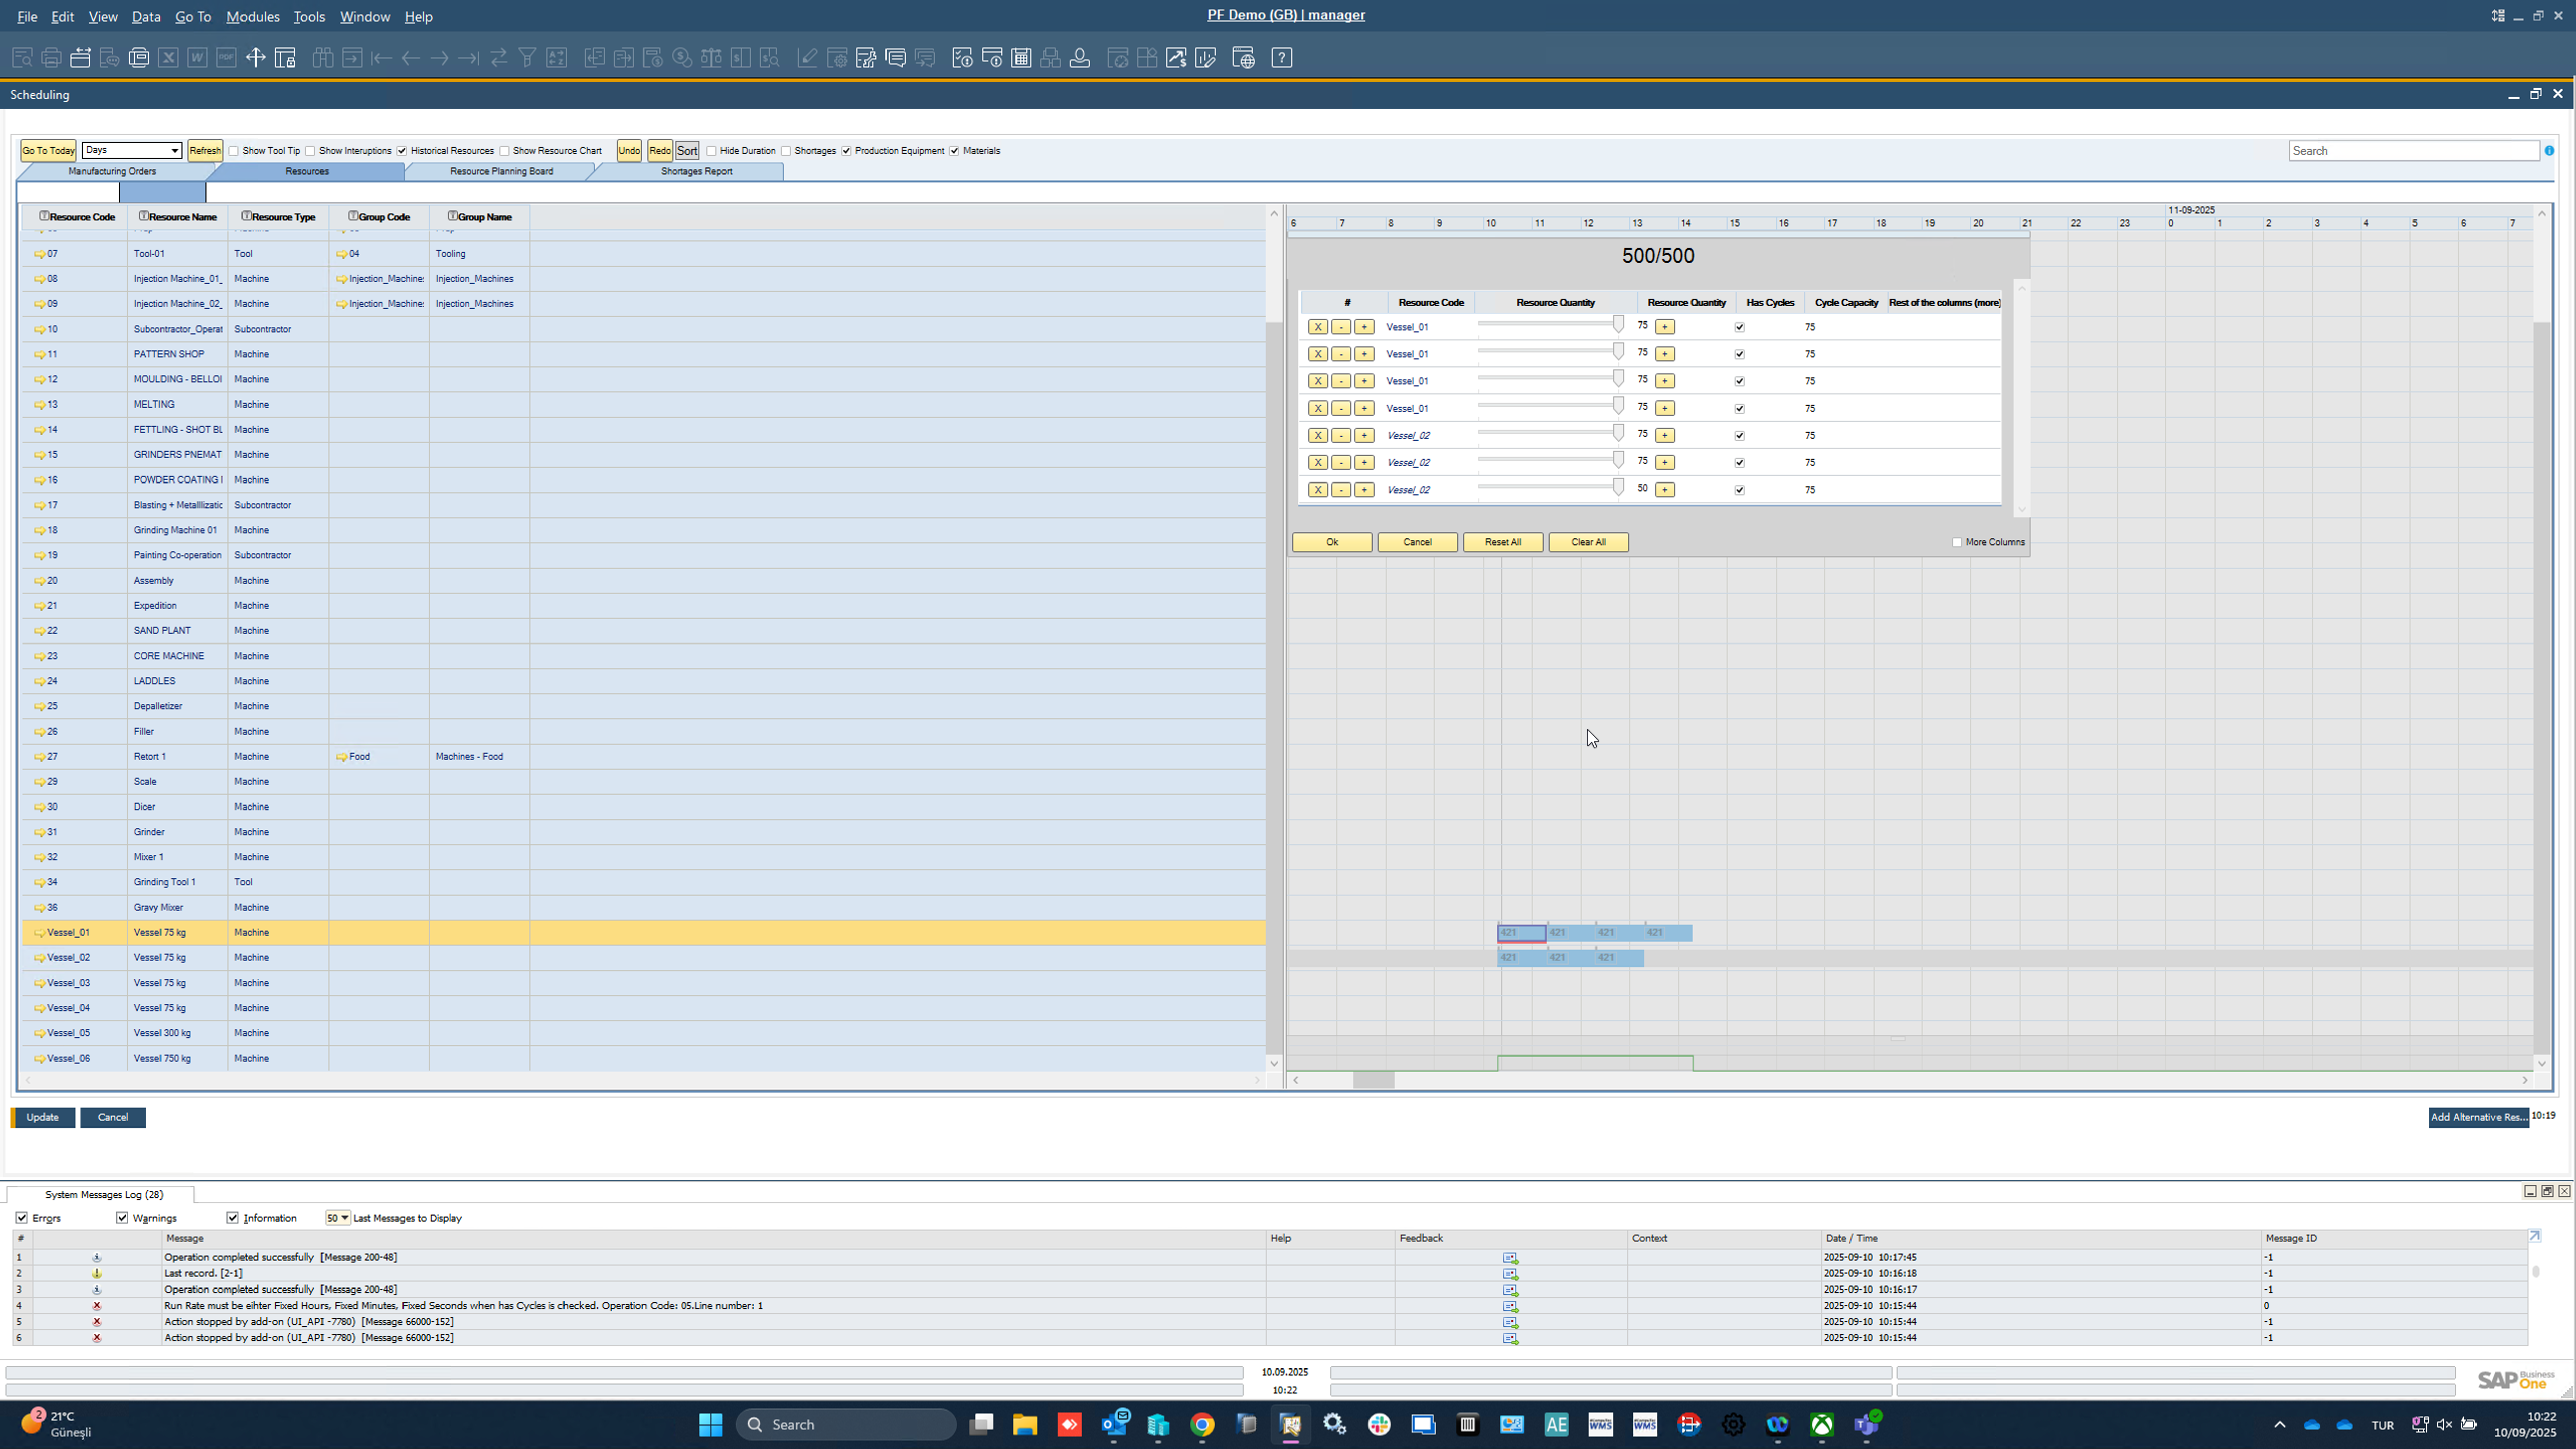 File Edit View Data Go To Modules Tools Window Help
PF Demo (GB) | manager
Scheduling
Go To Today Days Refresh Show Tool Tip Show Interuptions Historical Resources Show Resource Chart Undo Redo Sort Hide Duration Shortages Production Equipment Materials Search
Manufacturing Orders Resources Resource Planning Board Shortages Report
Resource Code Resource Name Resource Type Group Code Group Name
07 Tool-01 Tool 04 Tooling
08 Injection Machine_01_ Machine Injection_Machine: Injection_Machines
09 Injection Machine_02_ Machine Injection_Machine: Injection_Machines
10 Subcontractor_Operat Subcontractor
11 PATTERN SHOP Machine
12 MOULDING - BELLOI Machine
13 MELTING Machine
14 FETTLING - SHOT BL Machine
15 GRINDERS PNEMAT Machine
16 POWDER COATING I Machine
17 Blasting + Metalllizatic Subcontractor
18 Grinding Machine 01 Machine
19 Painting Co-operation Subcontractor
20 Assembly Machine
21 Expedition Machine
22 SAND PLANT Machine
23 CORE MACHINE Machine
24 LADDLES Machine
25 Depalletizer Machine
26 Filler Machine
27 Retort 1 Machine Food Machines - Food
29 Scale Machine
30 Dicer Machine
31 Grinder Machine
32 Mixer 1 Machine
34 Grinding Tool 1 Tool
36 Gravy Mixer Machine
Vessel_01 Vessel 75 kg Machine
Vessel_02 Vessel 75 kg Machine
Vessel_03 Vessel 75 kg Machine
Vessel_04 Vessel 75 kg Machine
Vessel_05 Vessel 300 kg Machine
Vessel_06 Vessel 750 kg Machine
11-09-2025
6 7 8 9 10 11 12 13 14 15 16 17 18 19 20 21 22 23 0 1 2 3 4 5 6 7
500/500
# Resource Code Resource Quantity Resource Quantity Has Cycles Cycle Capacity Rest of the columns (more)
X - + Vessel_01 75 + 75
X - + Vessel_01 75 + 75
X - + Vessel_01 75 + 75
X - + Vessel_01 75 + 75
X - + Vessel_02 75 + 75
X - + Vessel_02 75 + 75
X - + Vessel_02 50 + 75
Ok Cancel Reset All Clear All More Columns
421 421 421 421
421 421 421
Update Cancel Add Alternative Res... 10:19
System Messages Log (28)
Errors Warnings Information 50 Last Messages to Display
# Message Help Feedback Context Date / Time Message ID
1 Operation completed successfully [Message 200-48] 2025-09-10 10:17:45 -1
2 Last record. [2-1] 2025-09-10 10:16:18 -1
3 Operation completed successfully [Message 200-48] 2025-09-10 10:16:17 -1
4 Run Rate must be eihter Fixed Hours, Fixed Minutes, Fixed Seconds when has Cycles is checked. Operation Code: 05.Line number: 1 2025-09-10 10:15:44 0
5 Action stopped by add-on (UI_API -7780) [Message 66000-152] 2025-09-10 10:15:44 -1
6 Action stopped by add-on (UI_API -7780) [Message 66000-152] 2025-09-10 10:15:44 -1
10.09.2025
10:22
SAP Business One
2 21°C
Güneşli
Search
AE WMS WMS
TUR
10:22
10/09/2025